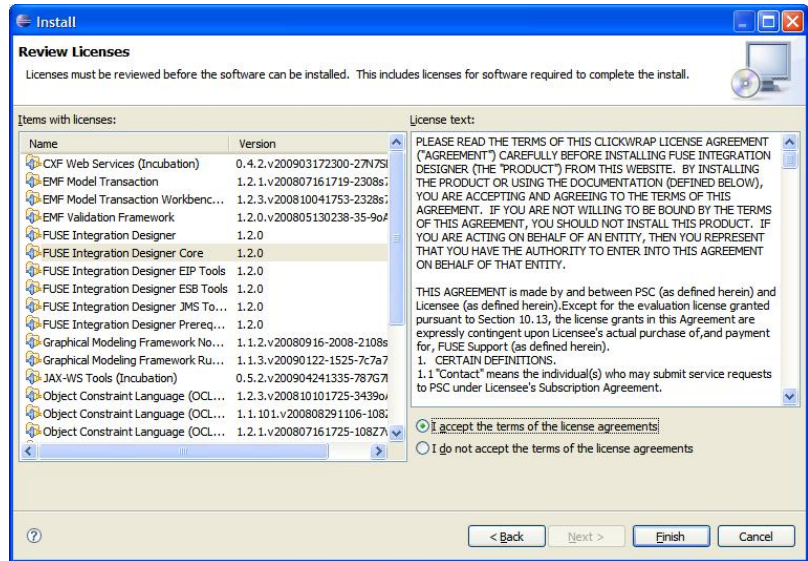 Install
Review Licenses
Licenses must be reviewed before the software can be installed. This includes licenses for software required to complete the install.
Items with licenses:
Name Version
CXF Web Services (Incubation) 0.4.2.v200903172300-27N7S
EMF Model Transaction 1.2.1.v200807161719-2308s7
EMF Model Transaction Workbenc... 1.2.3.v200810041753-2328s7
EMF Validation Framework 1.2.0.v200805130238-35-9oA
FUSE Integration Designer 1.2.0
FUSE Integration Designer Core 1.2.0
FUSE Integration Designer EIP Tools 1.2.0
FUSE Integration Designer ESB Tools 1.2.0
FUSE Integration Designer JMS To... 1.2.0
FUSE Integration Designer Prereq... 1.2.0
Graphical Modeling Framework No... 1.1.2.v20080916-2008-2108s
Graphical Modeling Framework Ru... 1.1.3.v20090122-1525-7c7a7
JAX-WS Tools (Incubation) 0.5.2.v200904241335-787G7
Object Constraint Language (OCL... 1.2.3.v200810101725-3439o
Object Constraint Language (OCL... 1.1.101.v200808291106-108
Object Constraint Language (OCL... 1.2.1.v200807161725-108Z7
License text:
PLEASE READ THE TERMS OF THIS CLICKWRAP LICENSE AGREEMENT
("AGREEMENT") CAREFULLY BEFORE INSTALLING FUSE INTEGRATION
DESIGNER (THE "PRODUCT") FROM THIS WEBSITE. BY INSTALLING
THE PRODUCT OR USING THE DOCUMENTATION (DEFINED BELOW),
YOU ARE ACCEPTING AND AGREEING TO THE TERMS OF THIS
AGREEMENT. IF YOU ARE NOT WILLING TO BE BOUND BY THE TERMS
OF THIS AGREEMENT, YOU SHOULD NOT INSTALL THIS PRODUCT. IF
YOU ARE ACTING ON BEHALF OF AN ENTITY, THEN YOU REPRESENT
THAT YOU HAVE THE AUTHORITY TO ENTER INTO THIS AGREEMENT
ON BEHALF OF THAT ENTITY.
THIS AGREEMENT is made by and between PSC (as defined herein) and
Licensee (as defined herein).Except for the evaluation license granted
pursuant to Section 10.13, the license grants in this Agreement are
expressly contingent upon Licensee's actual purchase of,and payment
for, FUSE Support (as defined herein).
1. CERTAIN DEFINITIONS.
1.1 "Contact" means the individual(s) who may submit service requests
to PSC under Licensee's Subscription Agreement.
I accept the terms of the license agreements
I do not accept the terms of the license agreements
< Back Next > Finish Cancel